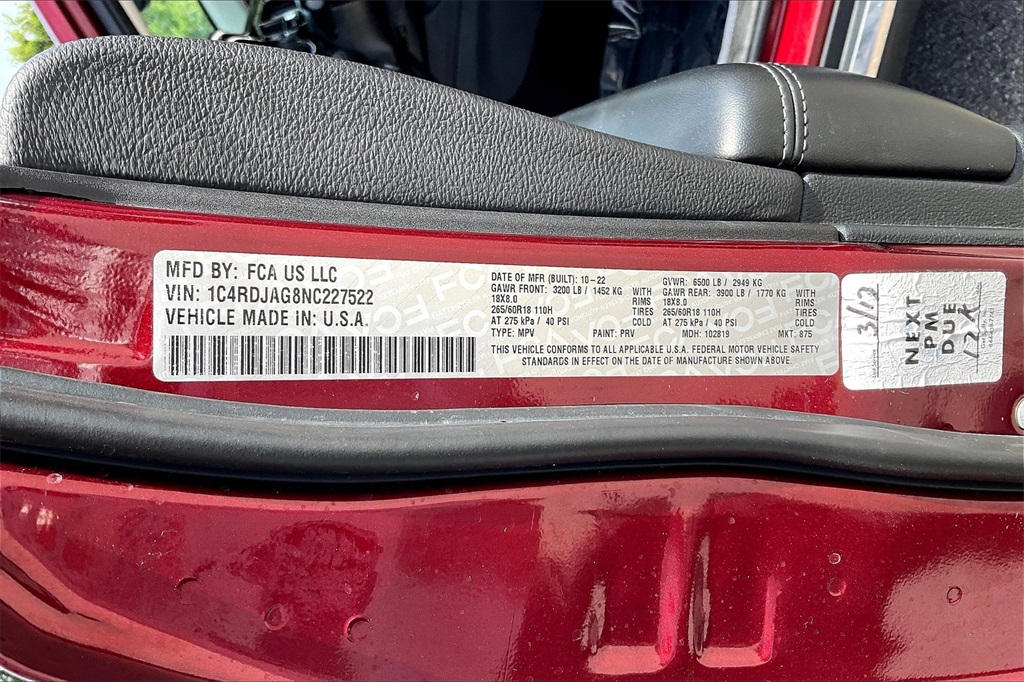 MFD BY: FCA US LLC
VIN: 1C4RDJAG8NC227522
VEHICLE MADE IN: U.S.A.
DATE OF MFR (BUILT): 10-22 GVWR: 6500 LB / 2949 KG
GAWR FRONT: 3200 LB / 1452 KG WITH GAWR REAR: 3900 LB / 1770 KG WITH
18X8.0 RIMS 18X8.0 RIMS
265/60R18 110H TIRES 265/60R18 110H TIRES
AT 275 kPa / 40 PSI COLD AT 275 kPa / 40 PSI COLD
TYPE: MPV PAINT: PRV MDH: 102819 MKT: 875
THIS VEHICLE CONFORMS TO ALL APPLICABLE U.S.A. FEDERAL MOTOR VEHICLE SAFETY
STANDARDS IN EFFECT ON THE DATE OF MANUFACTURE SHOWN ABOVE.
NEXT
PM
DUE